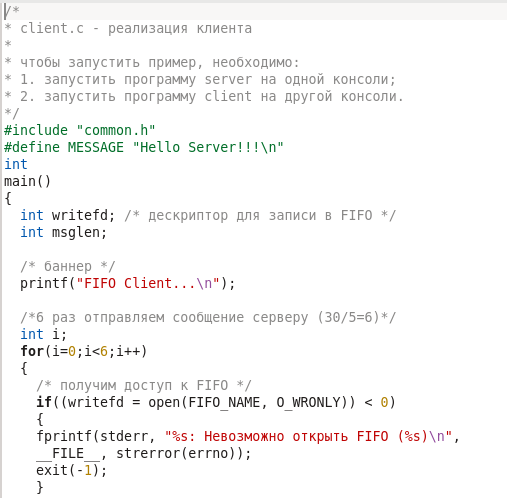 /*
* client.c - реализация клиента
*
* чтобы запустить пример, необходимо:
* 1. запустить программу server на одной консоли;
* 2. запустить программу client на другой консоли.
*/
#include "common.h"
#define MESSAGE "Hello Server!!!\n"
int
main()
{
  int writefd; /* дескриптор для записи в FIFO */
  int msglen;

  /* баннер */
  printf("FIFO Client...\n");

  /*6 раз отправляем сообщение серверу (30/5=6)*/
  int i;
  for(i=0;i<6;i++)
  {
    /* получим доступ к FIFO */
    if((writefd = open(FIFO_NAME, O_WRONLY)) < 0)
    {
    fprintf(stderr, "%s: Невозможно открыть FIFO (%s)\n",
    __FILE__, strerror(errno));
    exit(-1);
    }